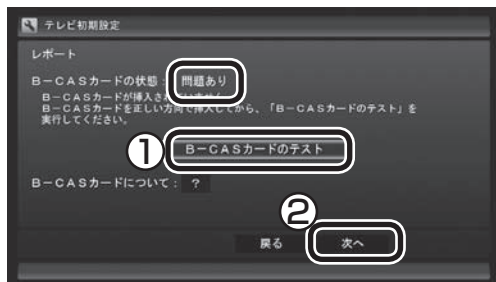 テレビ初期設定
レポート
B-CASカードの状態: 問題あり
B-CASカードが挿入されていません。
B-CASカードを正しい方向で挿入してから、「B-CASカードのテスト」を
実行してください。
①
B-CASカードのテスト
B-CASカードについて: ?
②
戻る 次へ